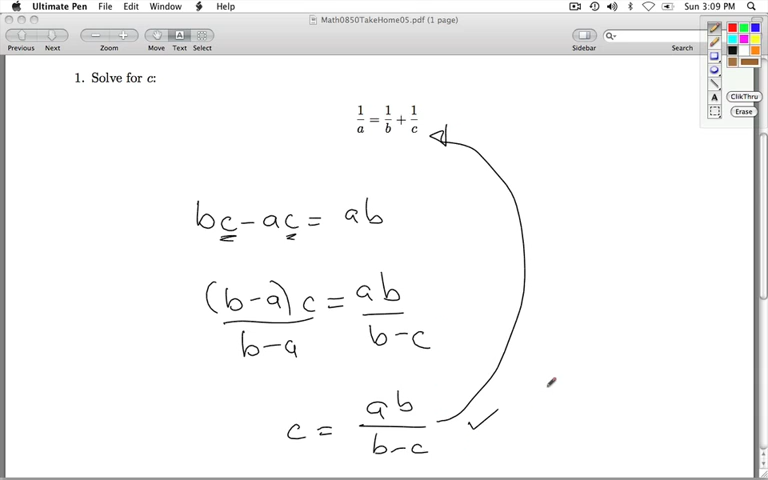 Ultimate Pen File Edit Window Help Sun 3:09 PM
Math0850TakeHome05.pdf (1 page)
Previous Next Zoom Move Text Select Sidebar Search
ClikThru
Erase
1. Solve for c:
1/a = 1/b + 1/c
bc - ac = ab
(b-a)c / b-a = ab / b-c
c = ab / b-c ✓